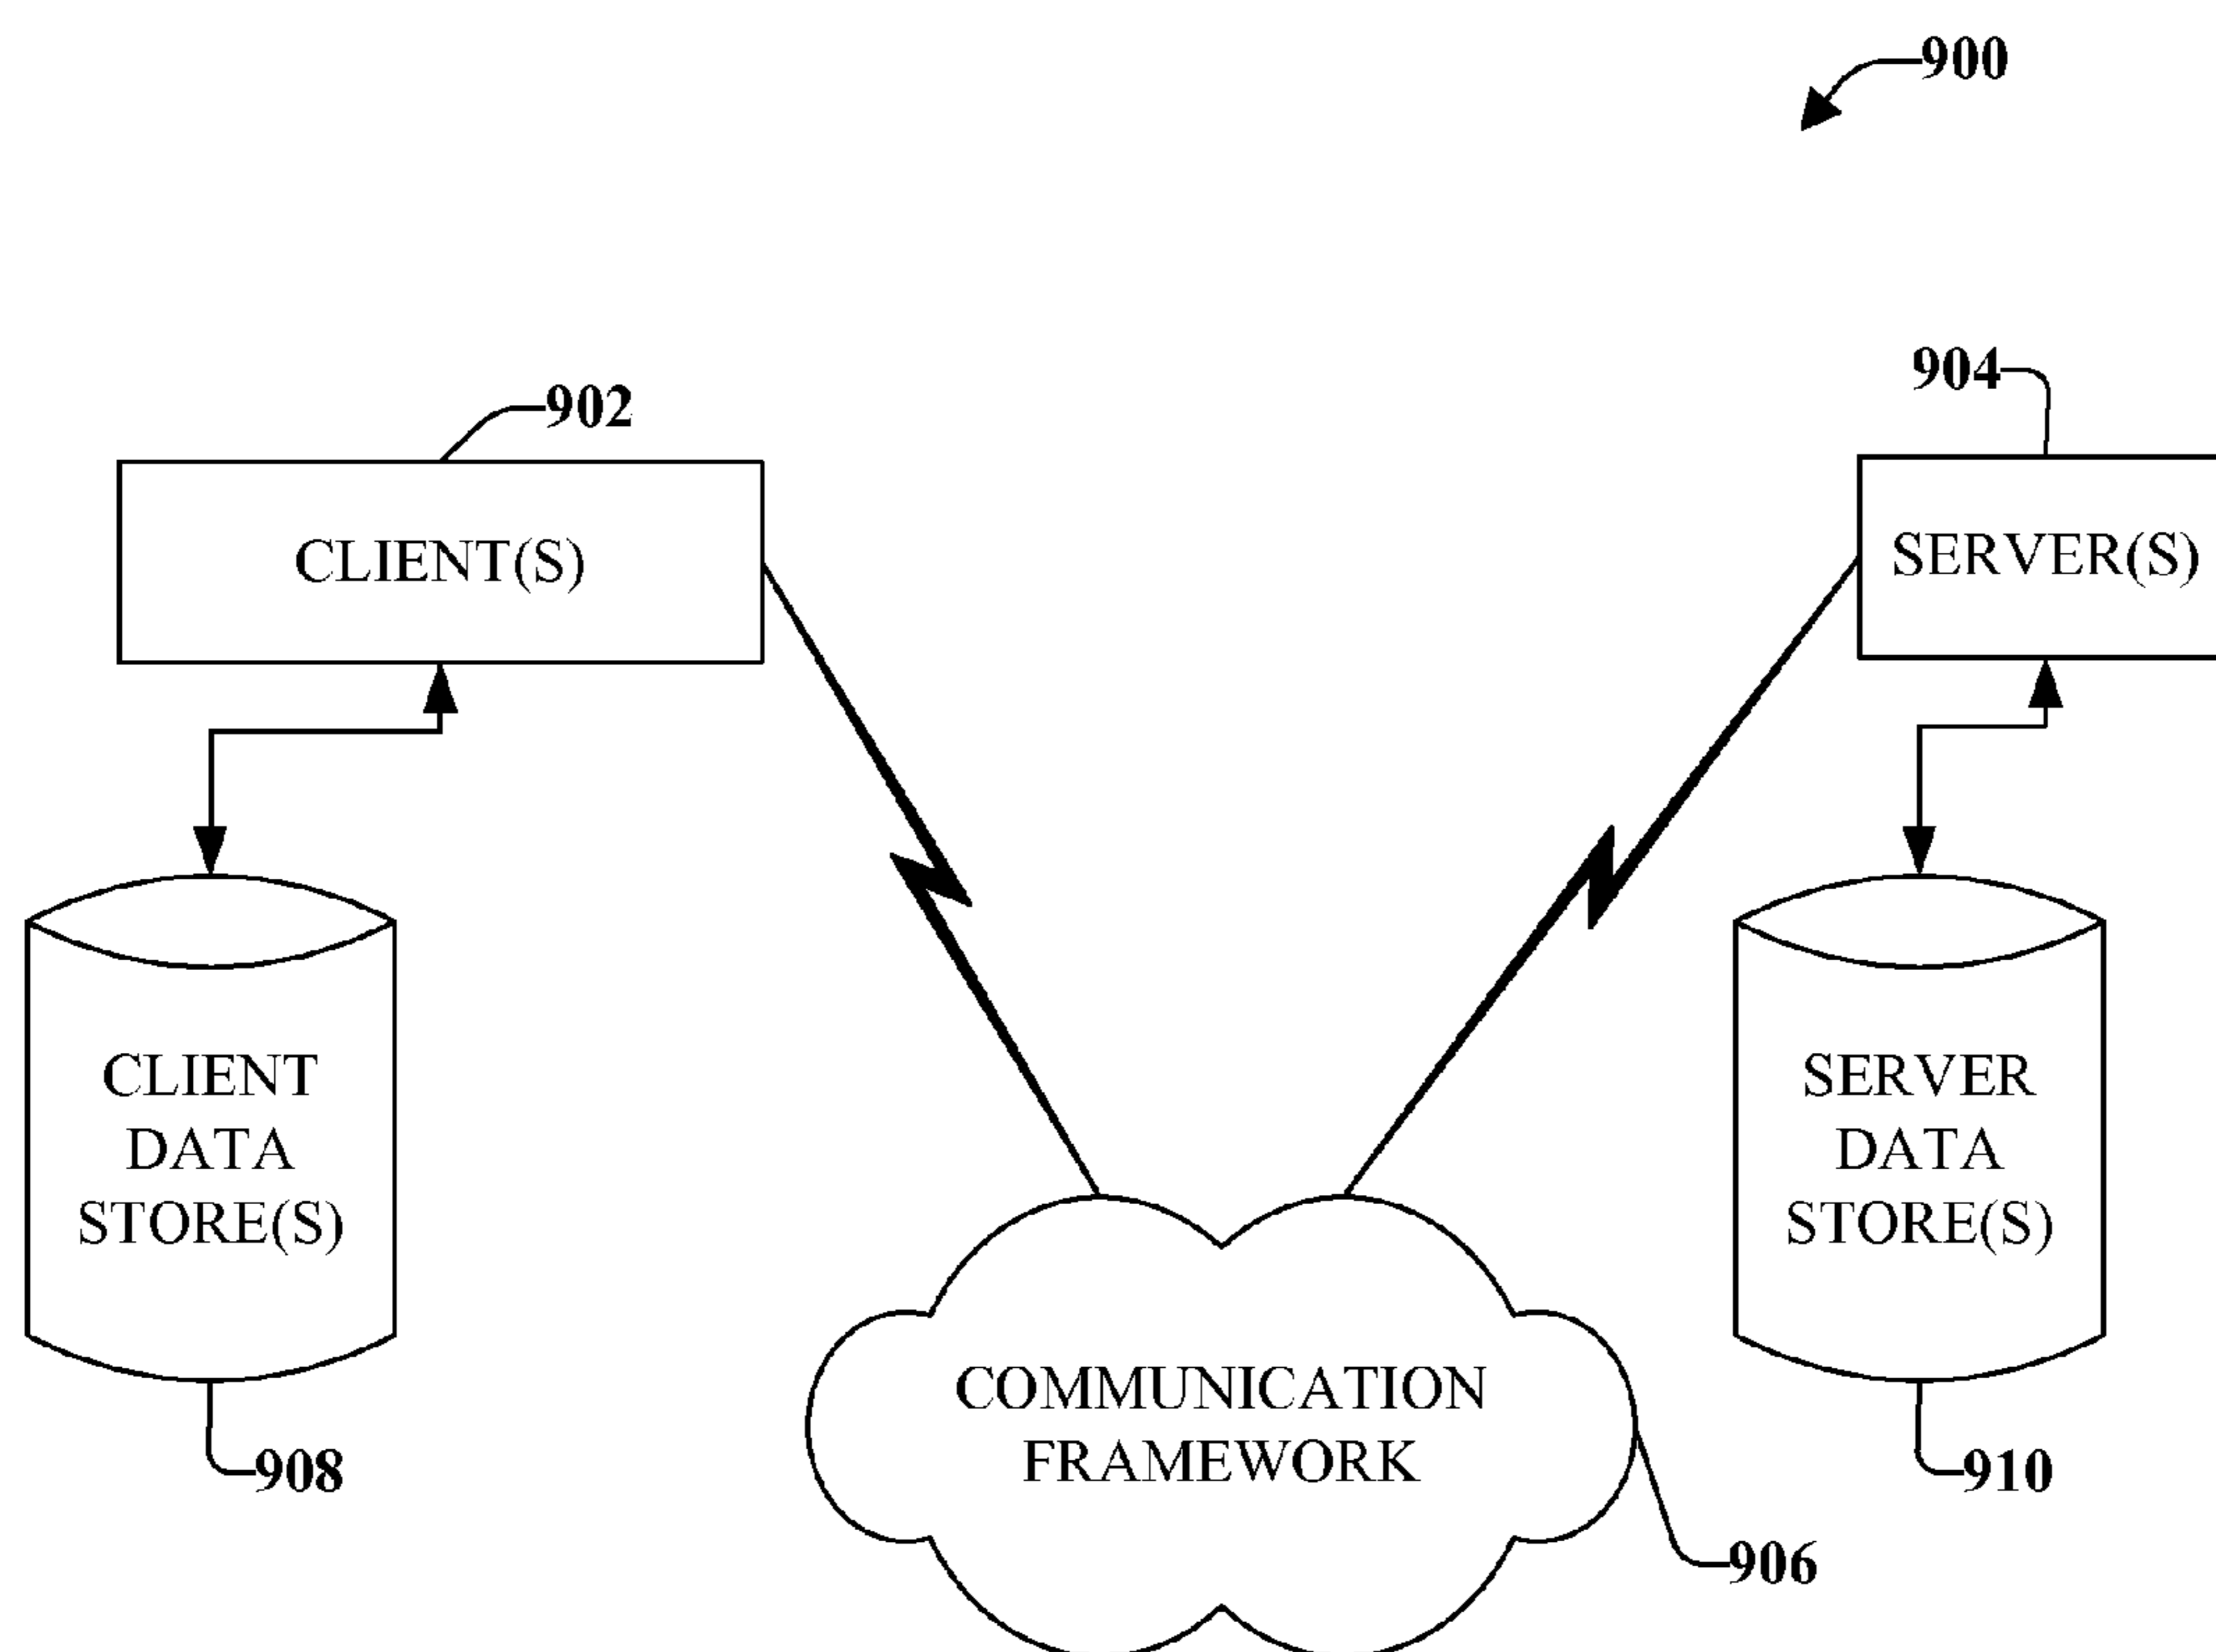 900
902
904
CLIENT(S)
SERVER(S)
CLIENT
DATA
STORE(S)
SERVER
DATA
STORE(S)
COMMUNICATION
FRAMEWORK
908
910
906